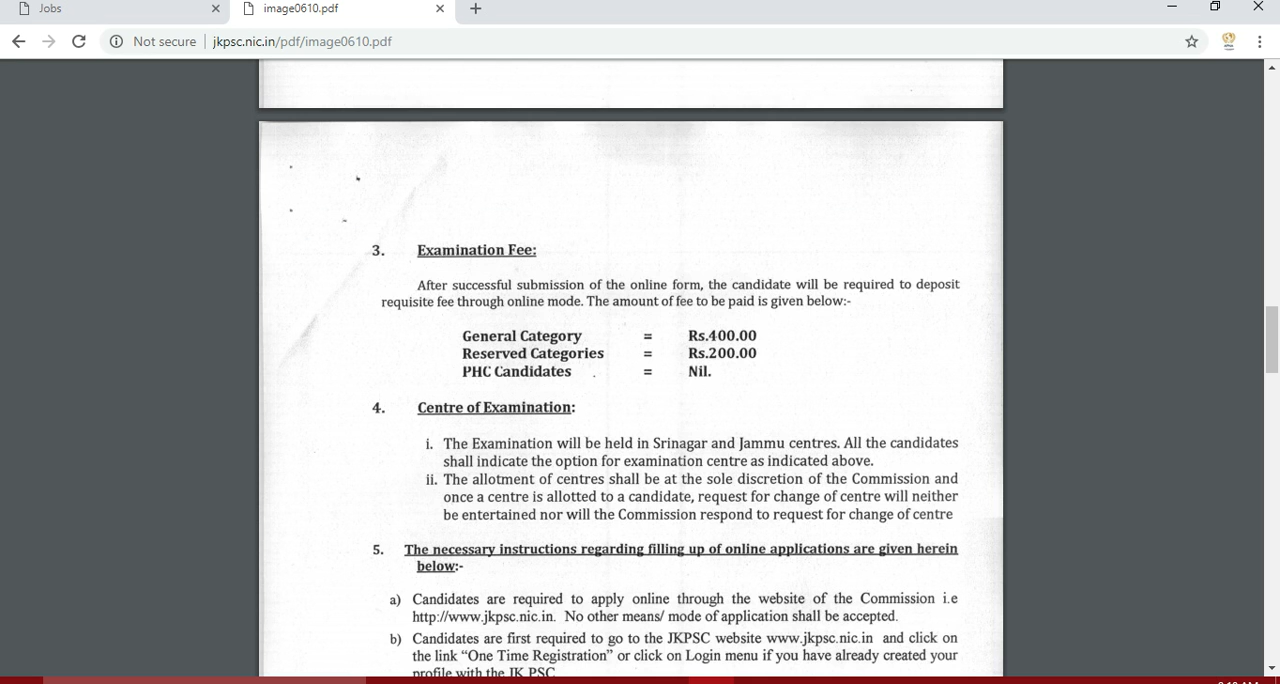 Jobs
image0610.pdf
Not secure
jkpsc.nic.in/pdf/image0610.pdf
3. Examination Fee:
After successful submission of the online form, the candidate will be required to deposit
requisite fee through online mode. The amount of fee to be paid is given below:-
General Category = Rs.400.00
Reserved Categories = Rs.200.00
PHC Candidates = Nil.
4. Centre of Examination:
i. The Examination will be held in Srinagar and Jammu centres. All the candidates
shall indicate the option for examination centre as indicated above.
ii. The allotment of centres shall be at the sole discretion of the Commission and
once a centre is allotted to a candidate, request for change of centre will neither
be entertained nor will the Commission respond to request for change of centre
5. The necessary instructions regarding filling up of online applications are given herein
below:-
a) Candidates are required to apply online through the website of the Commission i.e
http://www.jkpsc.nic.in. No other means/ mode of application shall be accepted.
b) Candidates are first required to go to the JKPSC website www.jkpsc.nic.in and click on
the link “One Time Registration” or click on Login menu if you have already created your
profile with the JK PSC